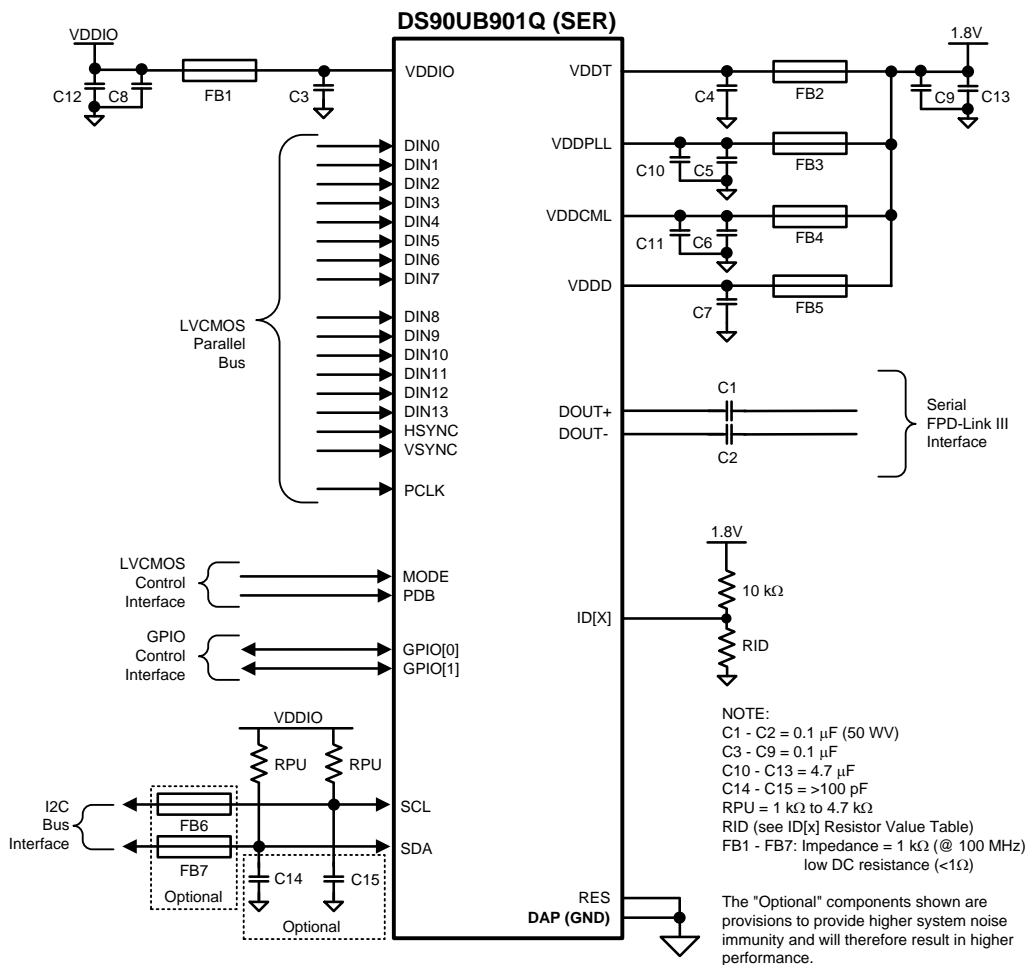 DS90UB901Q (SER)
VDDIO
1.8V
VDDIO
VDDT
C12
C8
FB1
C3
C4
FB2
C9
C13
VDDPLL
C10
C5
FB3
VDDCML
C11
C6
FB4
VDDD
C7
FB5
LVCMOS
Parallel
Bus
DIN0
DIN1
DIN2
DIN3
DIN4
DIN5
DIN6
DIN7
DIN8
DIN9
DIN10
DIN11
DIN12
DIN13
HSYNC
VSYNC
PCLK
DOUT+
DOUT-
C1
C2
Serial
FPD-Link III
Interface
LVCMOS
Control
Interface
MODE
PDB
1.8V
10 kΩ
ID[X]
RID
GPIO
Control
Interface
GPIO[0]
GPIO[1]
VDDIO
RPU
RPU
I2C
Bus
Interface
SCL
FB6
SDA
FB7
Optional
C14
C15
Optional
RES
DAP (GND)
NOTE:
C1 - C2 = 0.1 μF (50 WV)
C3 - C9 = 0.1 μF
C10 - C13 = 4.7 μF
C14 - C15 = >100 pF
RPU = 1 kΩ to 4.7 kΩ
RID (see ID[x] Resistor Value Table)
FB1 - FB7: Impedance = 1 kΩ (@ 100 MHz)
low DC resistance (<1Ω)
The "Optional" components shown are
provisions to provide higher system noise
immunity and will therefore result in higher
performance.